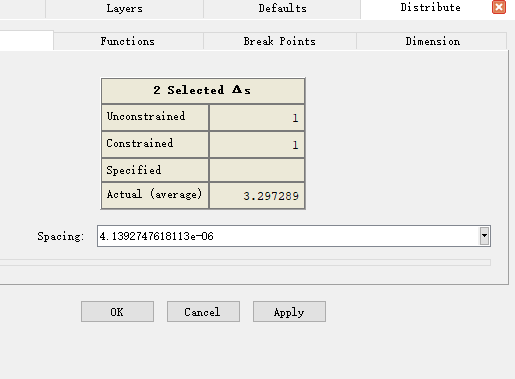 Layers Defaults Distribute
Functions Break Points Dimension
2 Selected Δs
Unconstrained 1
Constrained 1
Specified
Actual (average) 3.297289
Spacing: 4.1392747618113e-06
OK Cancel Apply